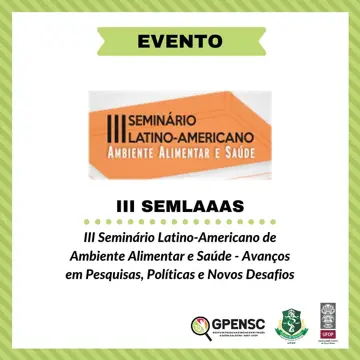 EVENTO
III SEMINÁRIO
LATINO-AMERICANO
AMBIENTE ALIMENTAR E SAÚDE
III SEMLAAAS
III Seminário Latino-Americano de
Ambiente Alimentar e Saúde - Avanços
em Pesquisas, Políticas e Novos Desafios
GPENSC
UFOP